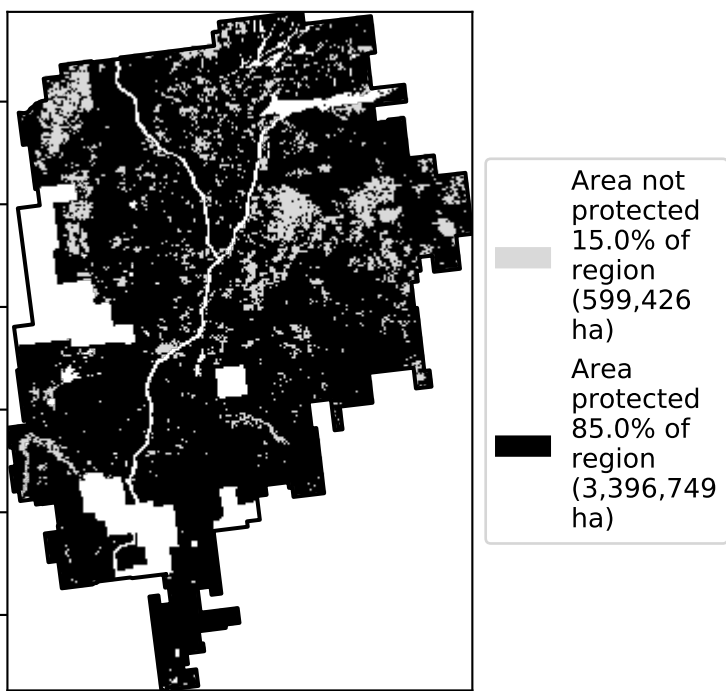 Area not
protected
15.0% of
region
(599,426
ha)
Area
protected
85.0% of
region
(3,396,749
ha)